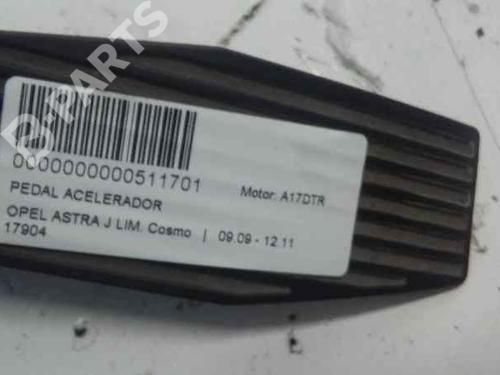 B-PARTS
0000000000511701
Motor: A17DTR
PEDAL ACELERADOR
OPEL ASTRA J LIM. Cosmo | 09.09 - 12.11
17904